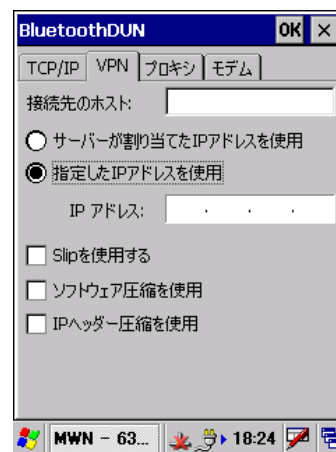 BluetoothDUN OK ×
TCP/IP VPN プロキシ モデム
接続先のホスト:
サーバーが割り当てたIPアドレスを使用
指定したIPアドレスを使用
IP アドレス: . . .
Slipを使用する
ソフトウェア圧縮を使用
IPヘッダー圧縮を使用
MWN - 63... 18:24